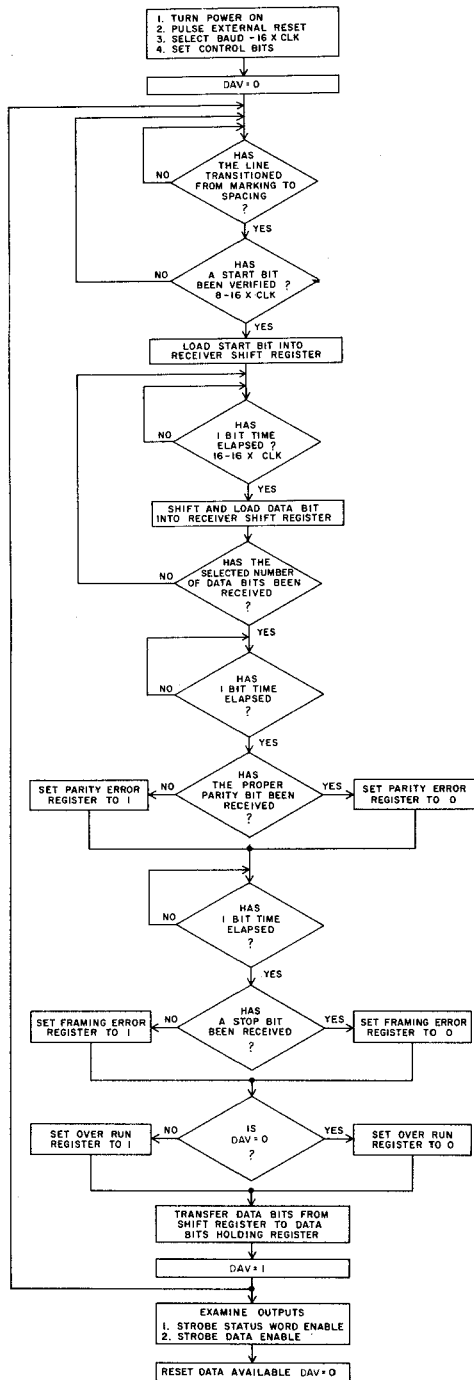 1. TURN POWER ON
2. PULSE EXTERNAL RESET
3. SELECT BAUD - 16 X CLK
4. SET CONTROL BITS
DAV = 0
HAS
THE LINE
TRANSITIONED
FROM MARKING TO
SPACING
?
NO
YES
HAS
A START BIT
BEEN VERIFIED ?
8-16 X CLK
NO
YES
LOAD START BIT INTO
RECEIVER SHIFT REGISTER
HAS
1 BIT TIME
ELAPSED ?
16-16 X CLK
NO
YES
SHIFT AND LOAD DATA BIT
INTO RECEIVER SHIFT REGISTER
HAS THE
SELECTED NUMBER
OF DATA BITS BEEN
RECEIVED
?
NO
YES
HAS
1 BIT TIME
ELAPSED
?
NO
YES
HAS
THE PROPER
PARITY BIT BEEN
RECEIVED
?
NO
YES
SET PARITY ERROR
REGISTER TO 1
SET PARITY ERROR
REGISTER TO 0
HAS
1 BIT TIME
ELAPSED
?
NO
YES
HAS
A STOP BIT
BEEN RECEIVED
?
NO
YES
SET FRAMING ERROR
REGISTER TO 1
SET FRAMING ERROR
REGISTER TO 0
IS
DAV = 0
?
NO
YES
SET OVER RUN
REGISTER TO 1
SET OVER RUN
REGISTER TO 0
TRANSFER DATA BITS FROM
SHIFT REGISTER TO DATA
BITS HOLDING REGISTER
DAV = 1
EXAMINE OUTPUTS
1. STROBE STATUS WORD ENABLE
2. STROBE DATA ENABLE
RESET DATA AVAILABLE DAV = 0